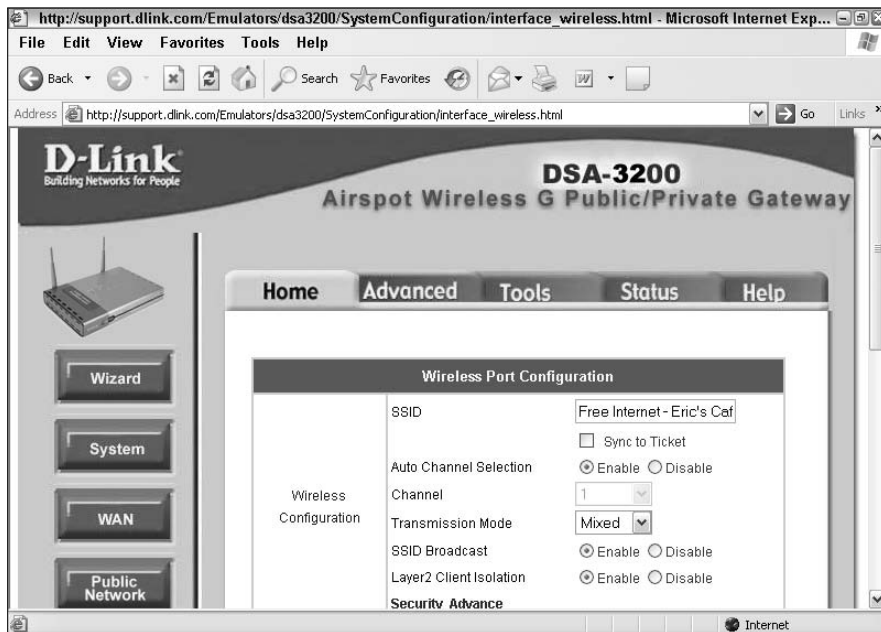 http://support.dlink.com/Emulators/dsa3200/SystemConfiguration/interface_wireless.html - Microsoft Internet Exp...
File Edit View Favorites Tools Help
Back Search Favorites
Address http://support.dlink.com/Emulators/dsa3200/SystemConfiguration/interface_wireless.html Go Links »
D-Link
Building Networks for People
DSA-3200
Airspot Wireless G Public/Private Gateway
Home Advanced Tools Status Help
Wizard
System
WAN
Public
Network
Wireless Port Configuration
Wireless
Configuration
SSID Free Internet - Eric's Caf
Sync to Ticket
Auto Channel Selection Enable Disable
Channel 1
Transmission Mode Mixed
SSID Broadcast Enable Disable
Layer2 Client Isolation Enable Disable
Security Advance
Internet